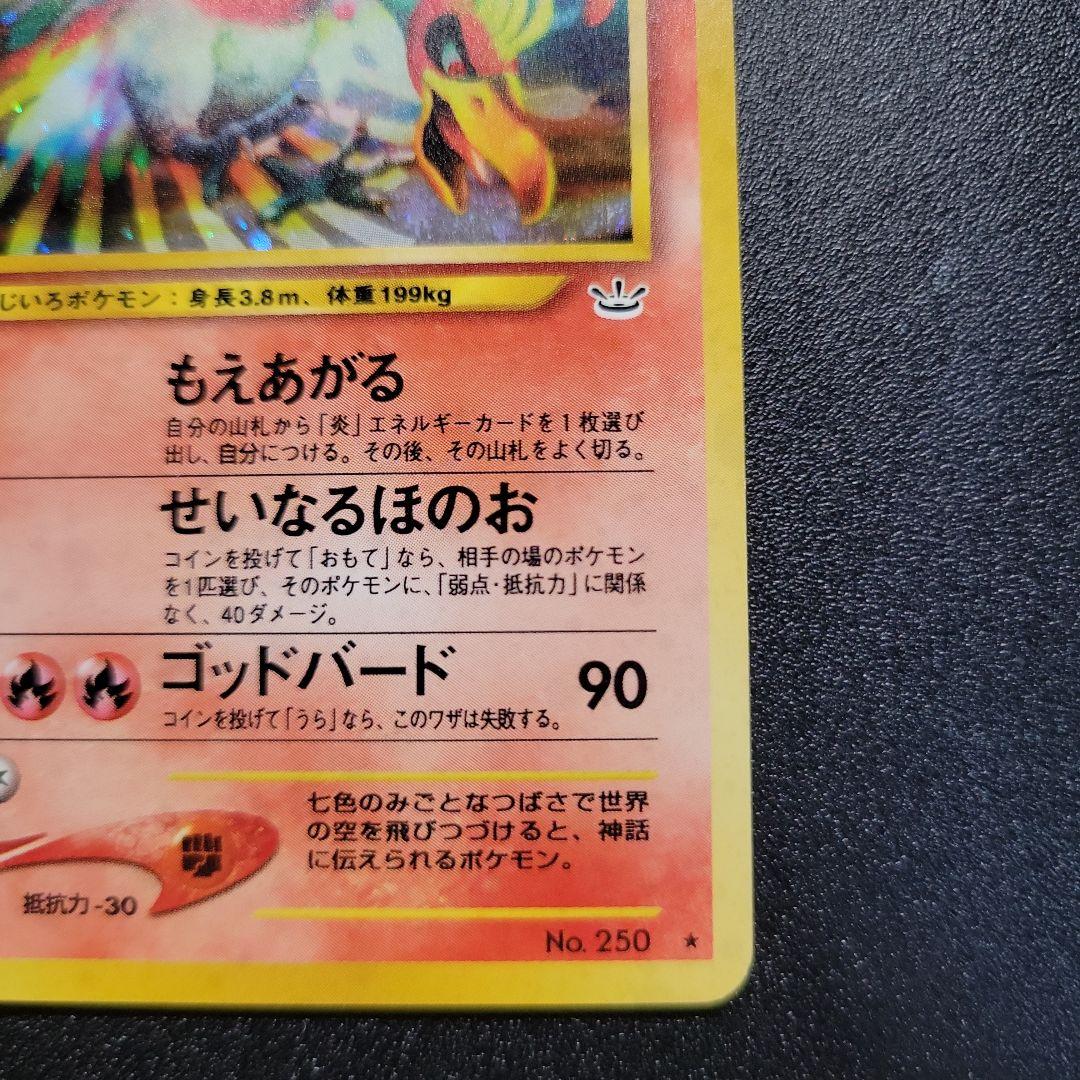 じいろポケモン：身長3.8m、体重199kg
もえあがる
自分の山札から「炎」エネルギーカードを1枚選び
出し、自分につける。その後、その山札をよく切る。
せいなるほのお
コインを投げて「おもて」なら、相手の場のポケモン
を1匹選び、そのポケモンに、「弱点・抵抗力」に関係
なく、40ダメージ。
ゴッドバード 90
コインを投げて「うら」なら、このワザは失敗する。
七色のみごとなつばさで世界
の空を飛びつづけると、神話
に伝えられるポケモン。
抵抗力 -30
No. 250 ★